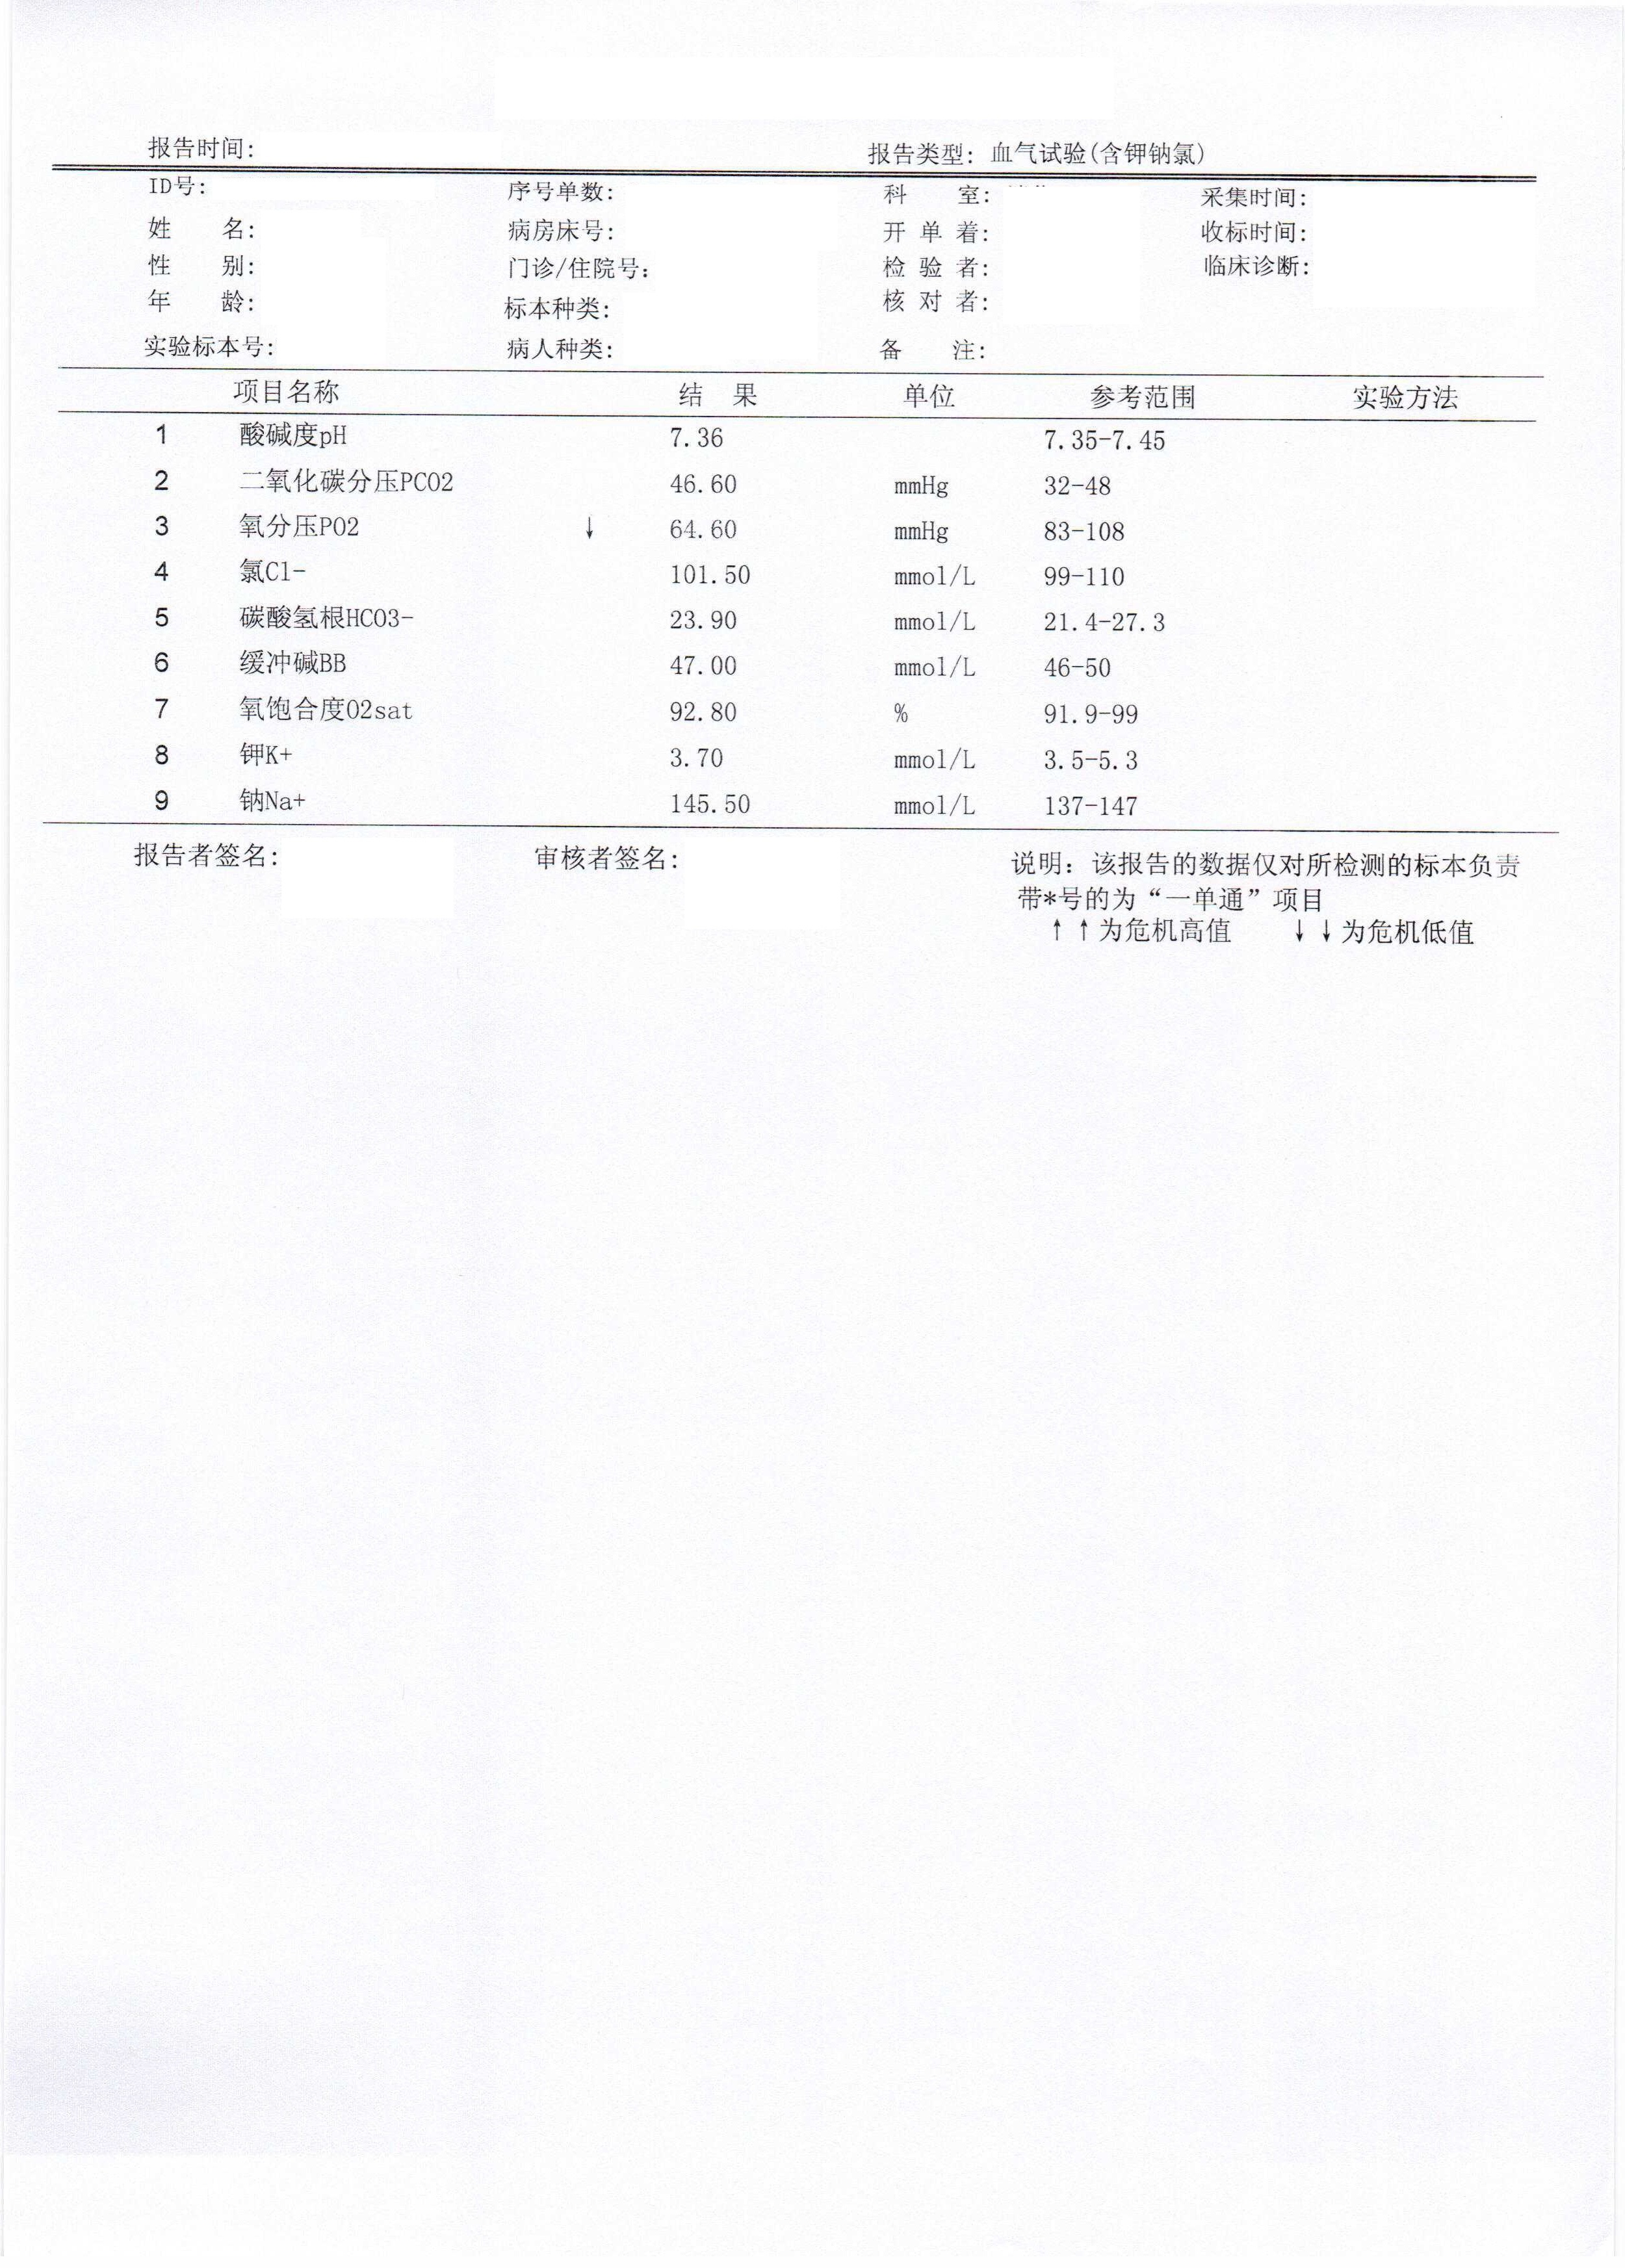 报告时间: 报告类型: 血气试验(含钾钠氯)
ID号: 序号单数: 科 室: 采集时间:
姓 名: 病房床号: 开 单 着: 收标时间:
性 别: 门诊/住院号: 检 验 者: 临床诊断:
年 龄: 标本种类: 核 对 者:
实验标本号: 病人种类: 备 注:
项目名称 结 果 单位 参考范围 实验方法
1 酸碱度pH 7.36 7.35-7.45
2 二氧化碳分压PCO2 46.60 mmHg 32-48
3 氧分压PO2 ↓ 64.60 mmHg 83-108
4 氯Cl- 101.50 mmol/L 99-110
5 碳酸氢根HCO3- 23.90 mmol/L 21.4-27.3
6 缓冲碱BB 47.00 mmol/L 46-50
7 氧饱合度O2sat 92.80 % 91.9-99
8 钾K+ 3.70 mmol/L 3.5-5.3
9 钠Na+ 145.50 mmol/L 137-147
报告者签名: 审核者签名: 说明: 该报告的数据仅对所检测的标本负责
带*号的为“一单通”项目
↑↑为危机高值 ↓↓为危机低值